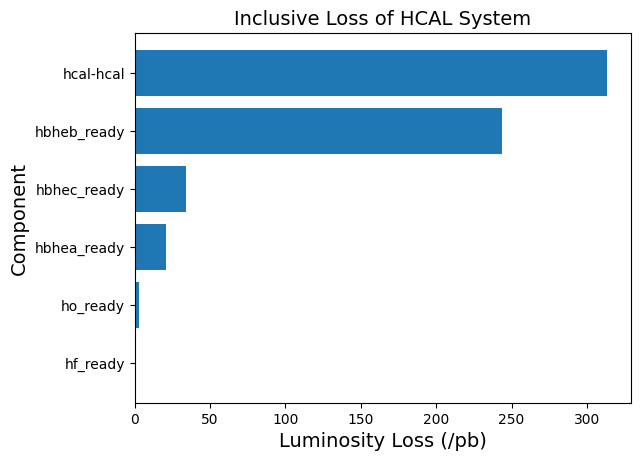 Inclusive Loss of HCAL System
hcal-hcal
hbheb_ready
hbhec_ready
hbhea_ready
ho_ready
hf_ready
Component
0 50 100 150 200 250 300
Luminosity Loss (/pb)